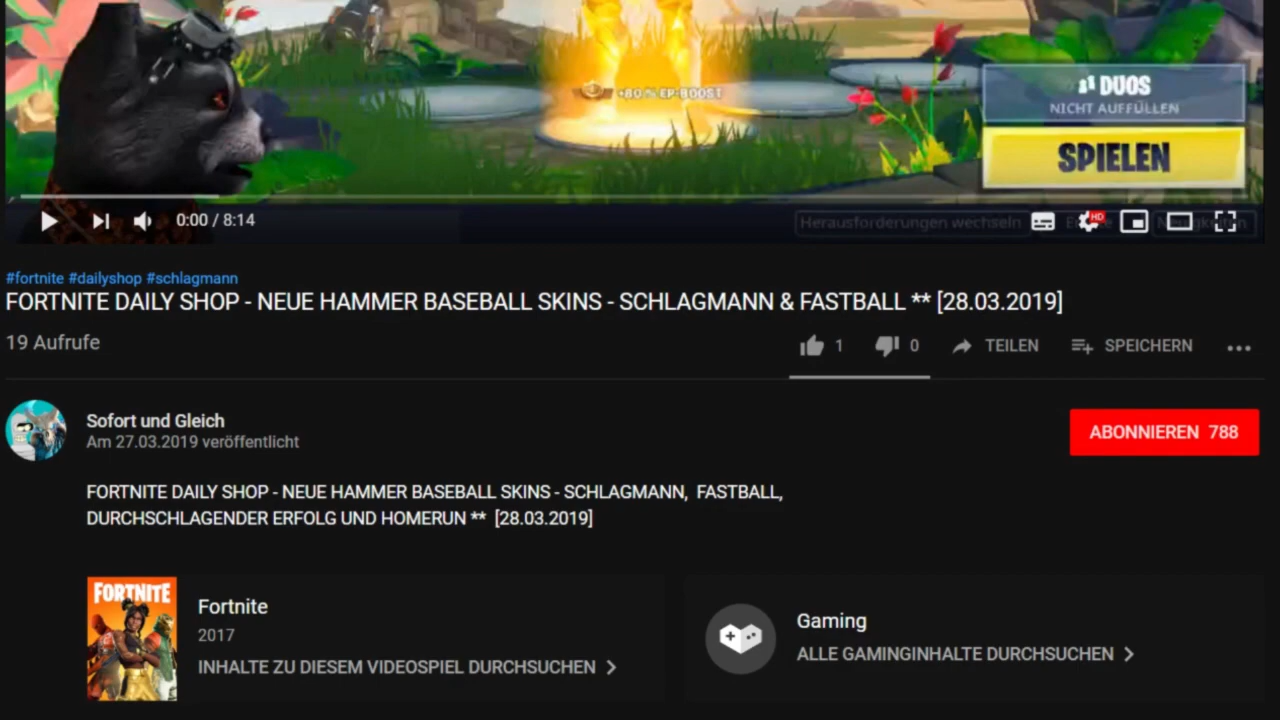 +80 % EP-BOOST
DUOS
NICHT AUFFÜLLEN
SPIELEN
0:00 / 8:14
Herausforderungen wechseln
HD
#fortnite #dailyshop #schlagmann
FORTNITE DAILY SHOP - NEUE HAMMER BASEBALL SKINS - SCHLAGMANN & FASTBALL ** [28.03.2019]
19 Aufrufe
1
0
TEILEN
SPEICHERN
Sofort und Gleich
Am 27.03.2019 veröffentlicht
ABONNIEREN 788
FORTNITE DAILY SHOP - NEUE HAMMER BASEBALL SKINS - SCHLAGMANN, FASTBALL,
DURCHSCHLAGENDER ERFOLG UND HOMERUN ** [28.03.2019]
FORTNITE
Fortnite
2017
INHALTE ZU DIESEM VIDEOSPIEL DURCHSUCHEN
Gaming
ALLE GAMINGINHALTE DURCHSUCHEN